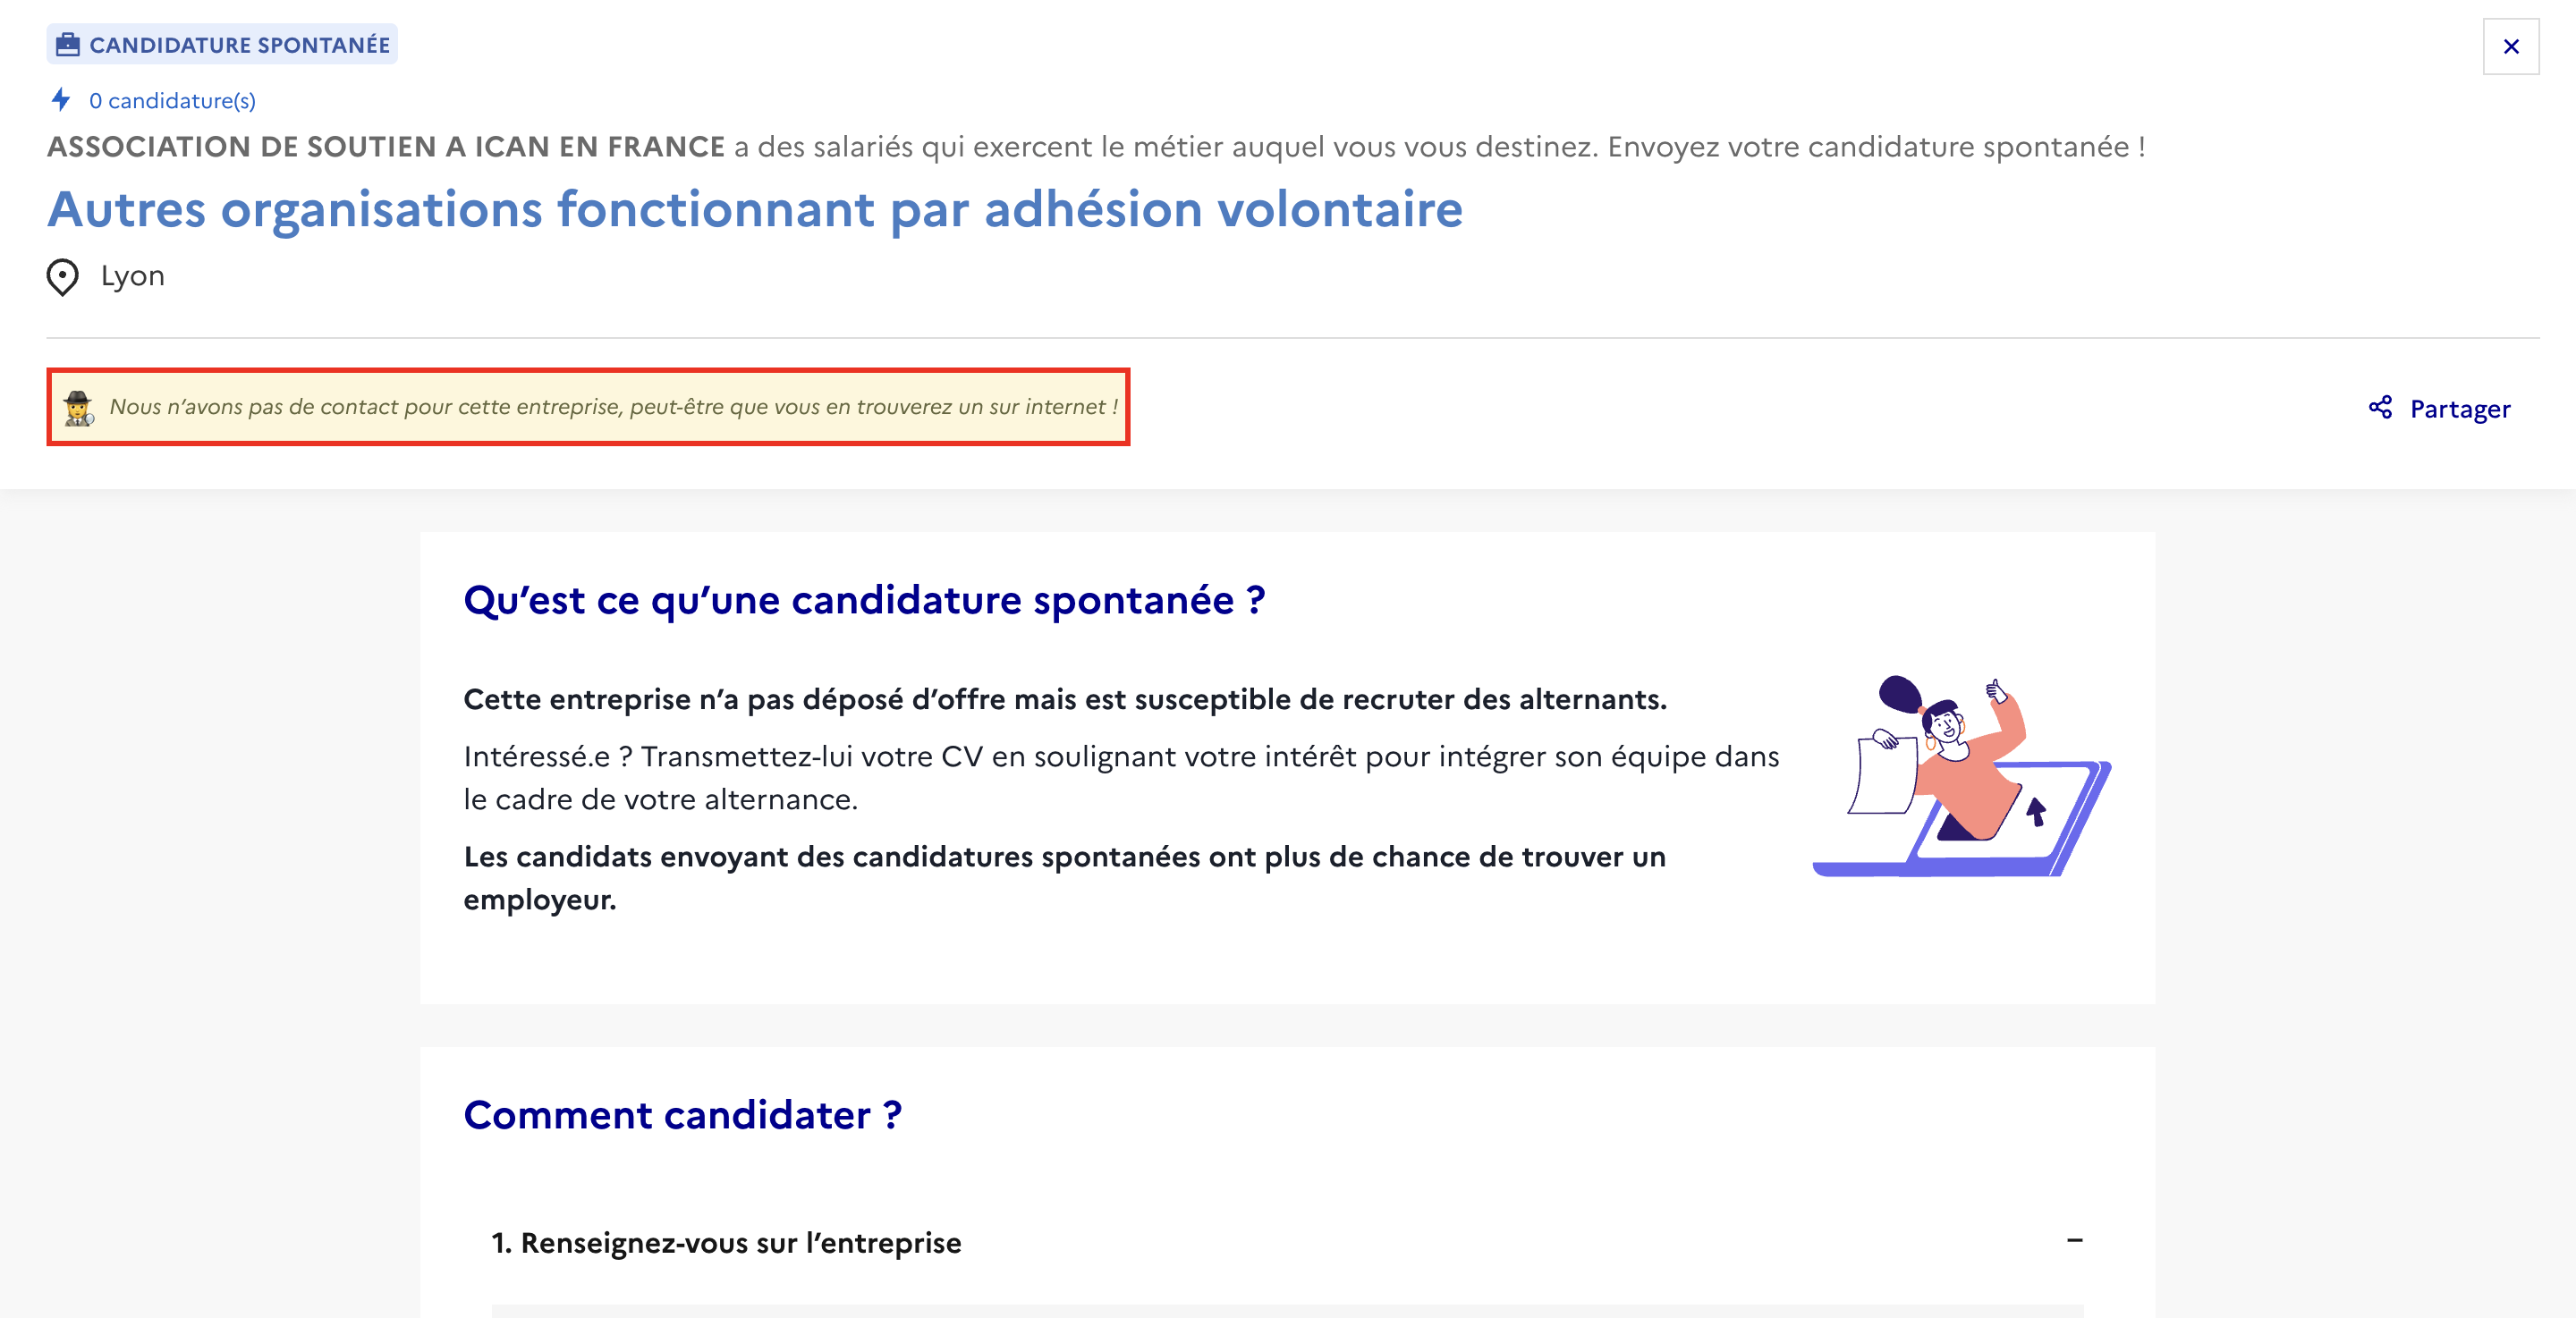 CANDIDATURE SPONTANÉE
0 candidature(s)
ASSOCIATION DE SOUTIEN A ICAN EN FRANCE a des salariés qui exercent le métier auquel vous vous destinez. Envoyez votre candidature spontanée !
Autres organisations fonctionnant par adhésion volontaire
Lyon
Nous n’avons pas de contact pour cette entreprise, peut-être que vous en trouverez un sur internet !
Partager
Qu’est ce qu’une candidature spontanée ?
Cette entreprise n’a pas déposé d’offre mais est susceptible de recruter des alternants.
Intéressé.e ? Transmettez-lui votre CV en soulignant votre intérêt pour intégrer son équipe dans
le cadre de votre alternance.
Les candidats envoyant des candidatures spontanées ont plus de chance de trouver un
employeur.
Comment candidater ?
1. Renseignez-vous sur l’entreprise